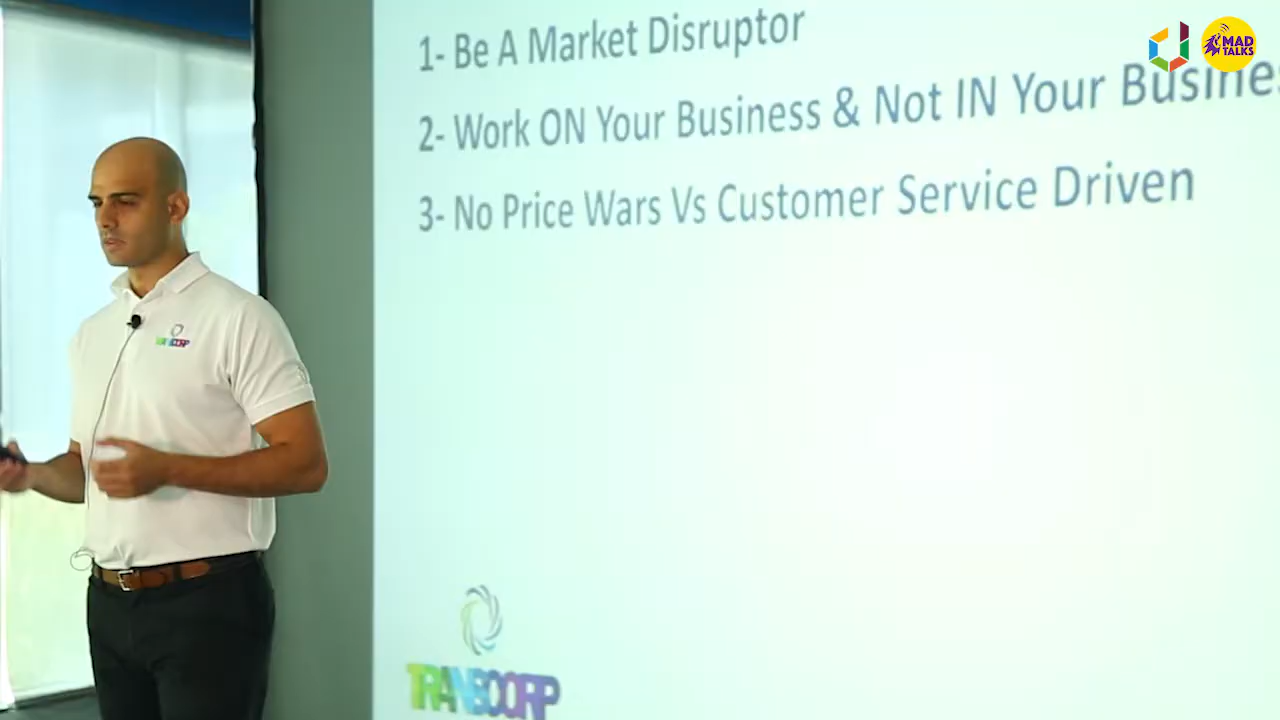 1- Be A Market Disruptor
2- Work ON Your Business & Not IN Your Busines
3- No Price Wars Vs Customer Service Driven
MAD
TALKS
TRANSCORP
TRANSCORP